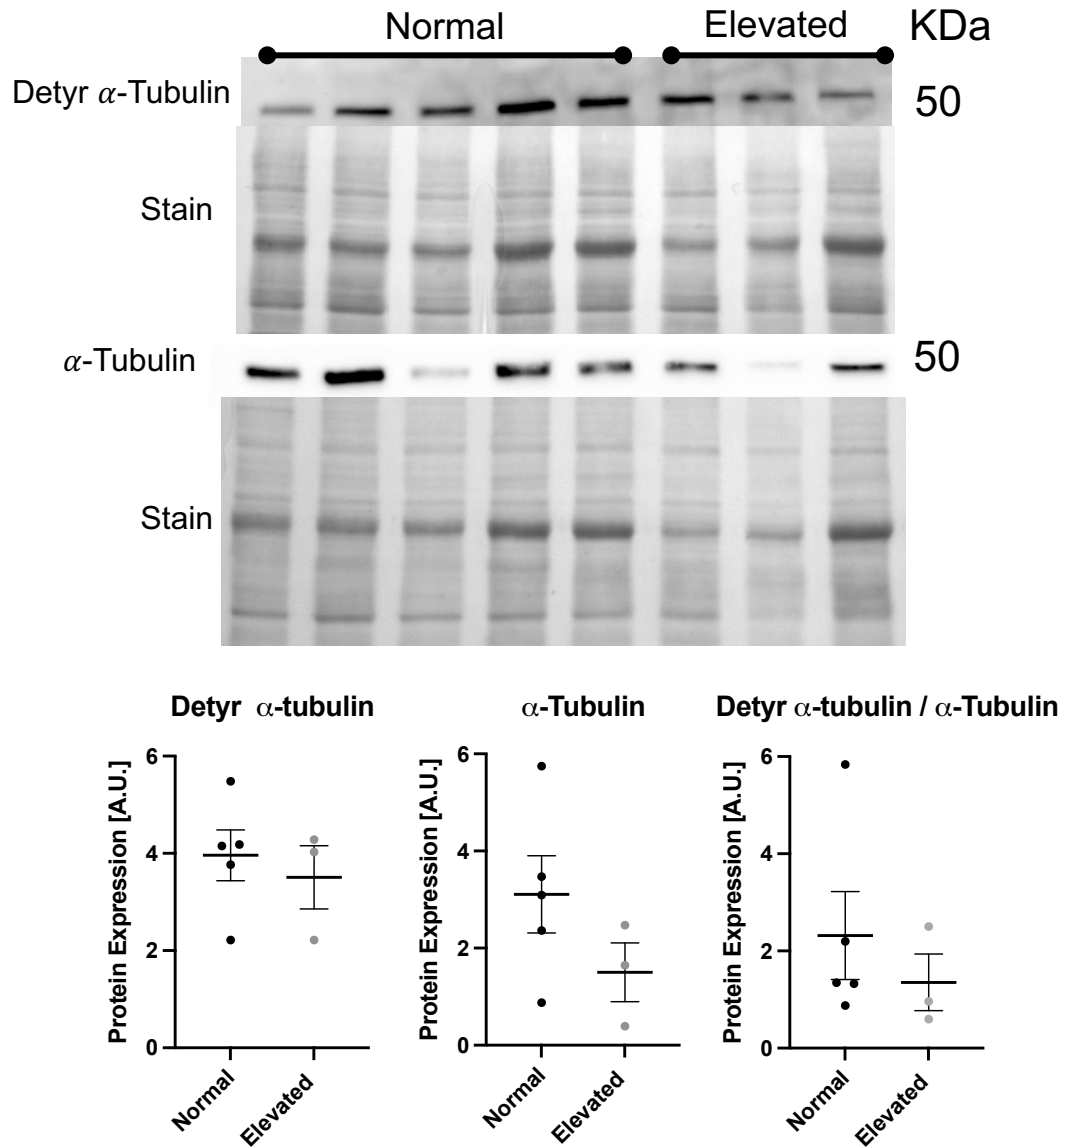 Normal Elevated KDa
Detyr α-Tubulin 50
Stain
α-Tubulin 50
Stain
Detyr α-tubulin
Protein Expression [A.U.]
6
4
2
0
Normal
Elevated
α-Tubulin
Protein Expression [A.U.]
6
4
2
0
Normal
Elevated
Detyr α-tubulin / α-Tubulin
Protein Expression [A.U.]
6
4
2
0
Normal
Elevated